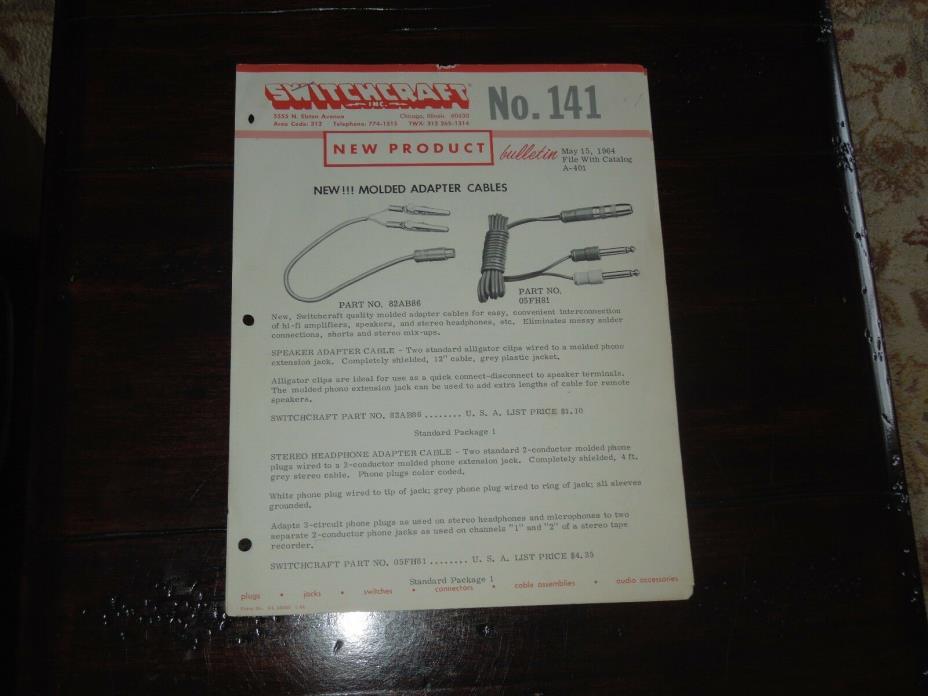 SWITCHCRAFT
INC.
No. 141
5555 N. Elston Avenue Chicago, Illinois 60630
Area Code: 312 Telephone: 774-1515 TWX: 312 265-1314
NEW PRODUCT bulletin
May 15, 1964
File With Catalog
A-401
NEW!!! MOLDED ADAPTER CABLES
PART NO. 82AB86
PART NO.
05FH81
New, Switchcraft quality molded adapter cables for easy, convenient interconnection
of hi-fi amplifiers, speakers, and stereo headphones, etc. Eliminates messy solder
connections, shorts and stereo mix-ups.
SPEAKER ADAPTER CABLE - Two standard alligator clips wired to a molded phono
extension jack. Completely shielded, 12" cable, grey plastic jacket.
Alligator clips are ideal for use as a quick connect-disconnect to speaker terminals.
The molded phono extension jack can be used to add extra lengths of cable for remote
speakers.
SWITCHCRAFT PART NO. 82AB86 ........ U. S. A. LIST PRICE $1.10
Standard Package 1
STEREO HEADPHONE ADAPTER CABLE - Two standard 2-conductor molded phone
plugs wired to a 3-conductor molded phone extension jack. Completely shielded, 4 ft.
grey stereo cable. Phone plugs color coded.
White phone plug wired to tip of jack; grey phone plug wired to ring of jack; all sleeves
grounded.
Adapts 3-circuit phone plugs as used on stereo headphones and microphones to two
separate 2-conductor phone jacks as used on channels "1" and "2" of a stereo tape
recorder.
SWITCHCRAFT PART NO. 05FH81 ........ U. S. A. LIST PRICE $4.35
Standard Package 1
plugs • jacks • switches • connectors • cable assemblies • audio accessories